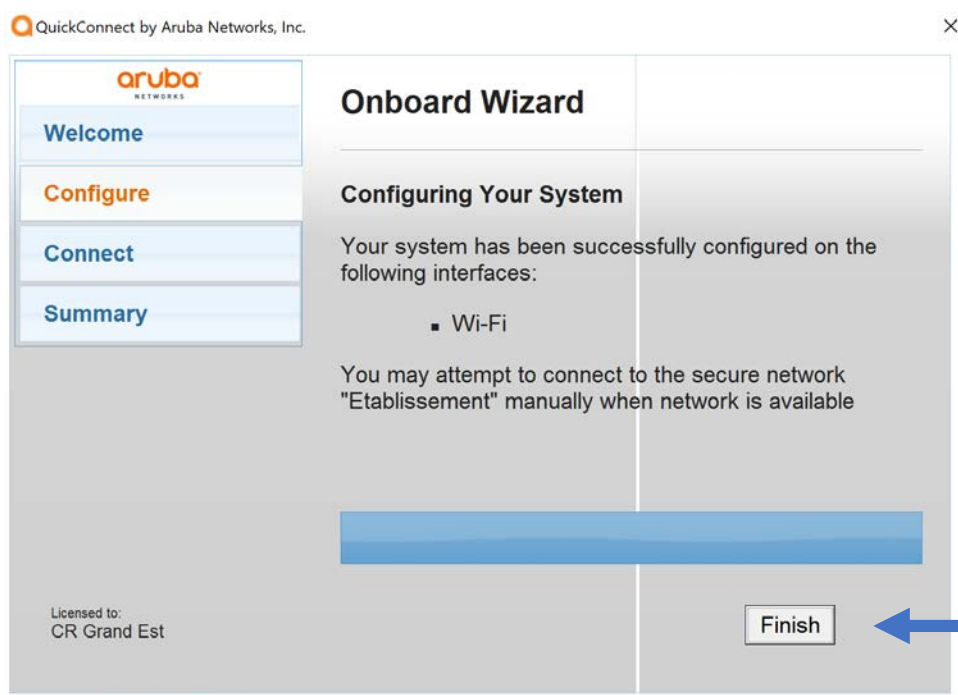 QuickConnect by Aruba Networks, Inc.
aruba
NETWORKS
Welcome
Configure
Connect
Summary
Onboard Wizard
Configuring Your System
Your system has been successfully configured on the
following interfaces:
Wi-Fi
You may attempt to connect to the secure network
"Etablissement" manually when network is available
Licensed to:
CR Grand Est
Finish